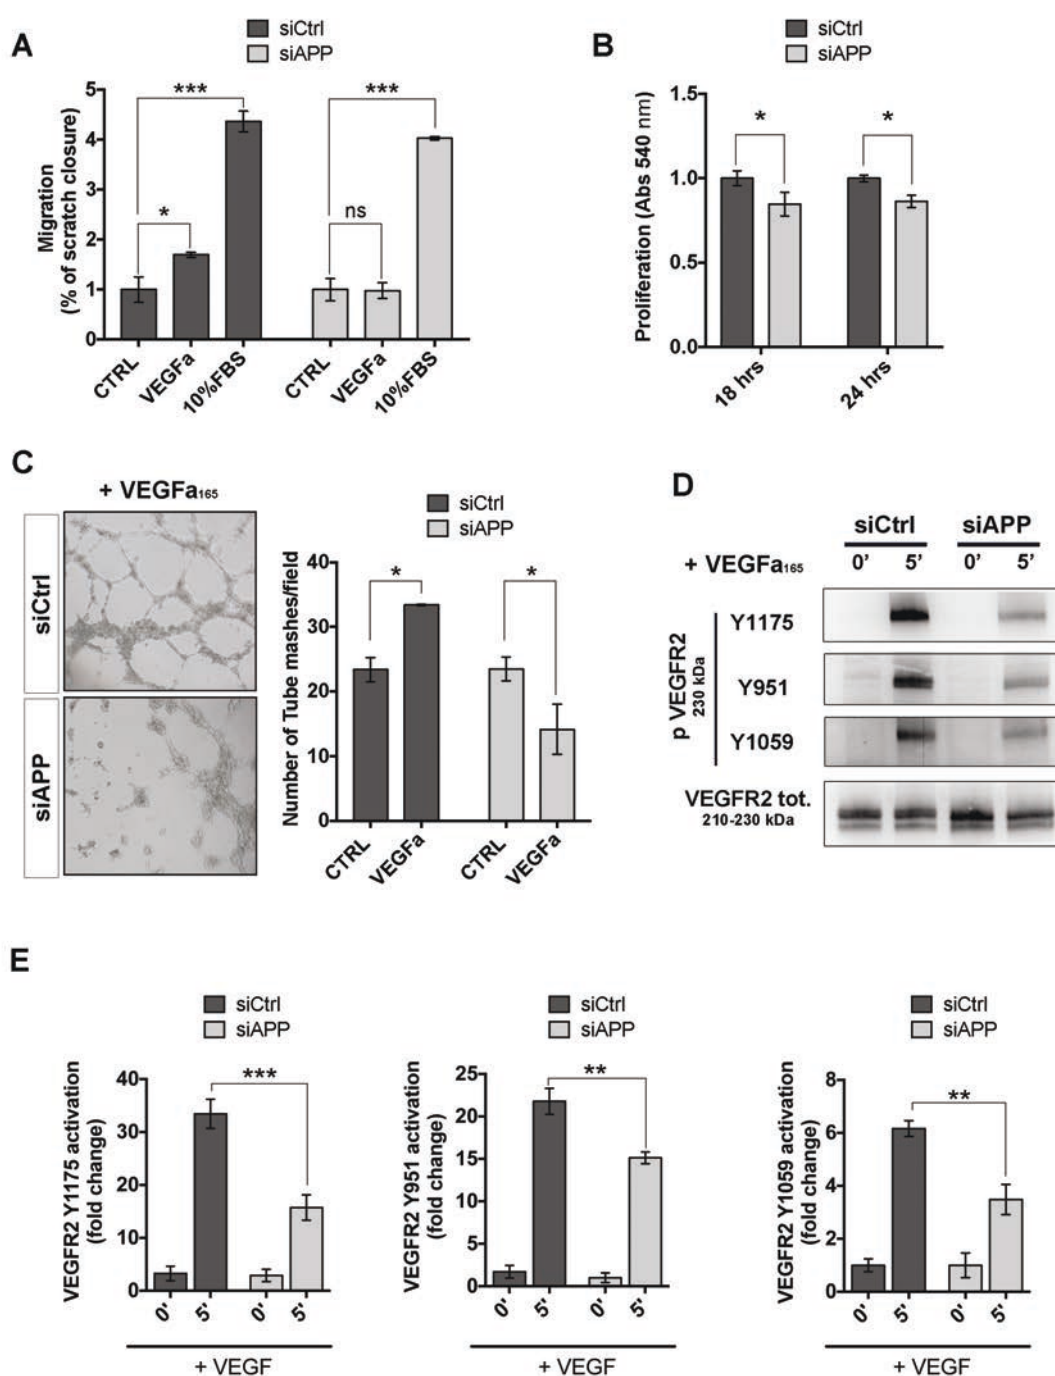 A
siCtrl
siAPP
Migration
(% of scratch closure)
5
4
3
2
1
0
***
*
***
ns
CTRL
VEGFa
10%FBS
CTRL
VEGFa
10%FBS
B
siCtrl
siAPP
Proliferation (Abs 540 nm)
1.5
1.0
0.5
0.0
*
*
18 hrs
24 hrs
C
+ VEGFa165
siCtrl
siAPP
siCtrl
siAPP
Number of Tube mashes/field
40
30
20
10
0
*
*
CTRL
VEGFa
CTRL
VEGFa
D
siCtrl siAPP
+ VEGFa165 0' 5' 0' 5'
p VEGFR2
230 kDa
Y1175
Y951
Y1059
VEGFR2 tot.
210-230 kDa
E
siCtrl
siAPP
VEGFR2 Y1175 activation
(fold change)
40
30
20
10
0
***
0' 5' 0' 5'
+ VEGF
siCtrl
siAPP
VEGFR2 Y951 activation
(fold change)
25
20
15
10
5
0
**
0' 5' 0' 5'
+ VEGF
siCtrl
siAPP
VEGFR2 Y1059 activation
(fold change)
8
6
4
2
0
**
0' 5' 0' 5'
+ VEGF